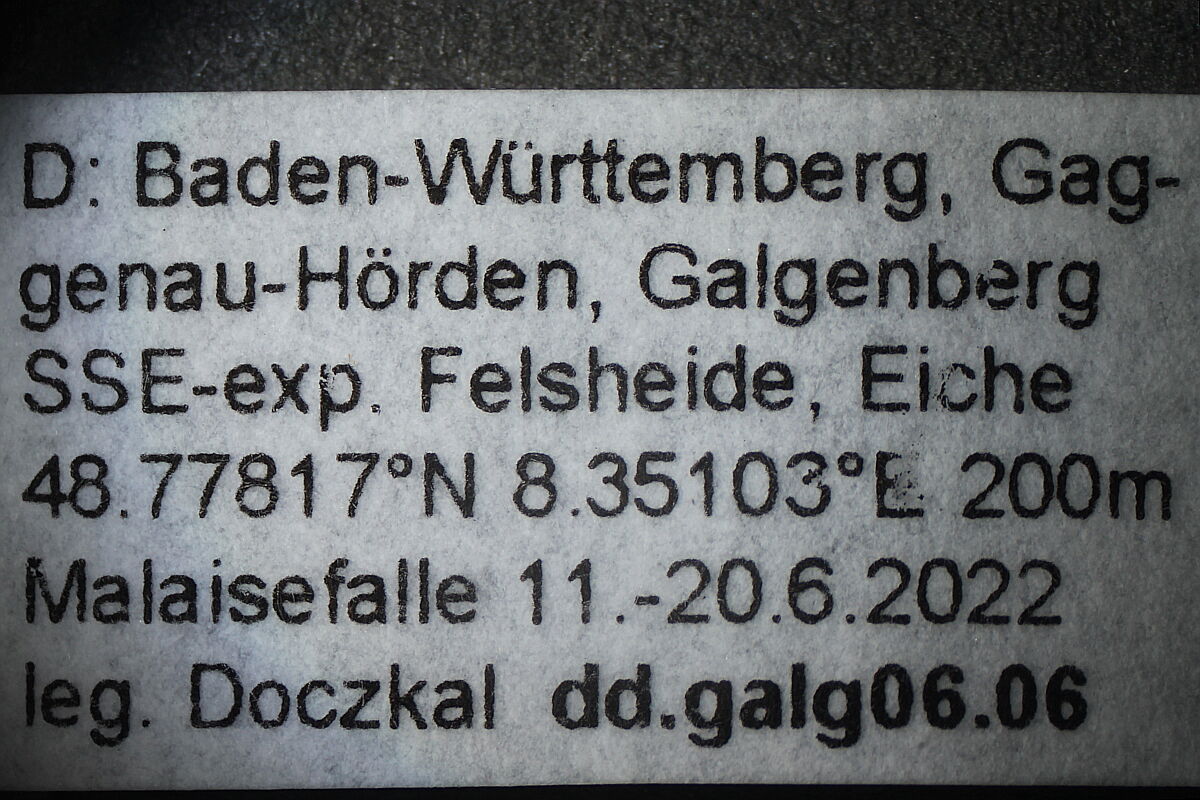 D: Baden-Württemberg, Gag-
genau-Hörden, Galgenberg
SSE-exp. Felsheide, Eiche
48.77817°N 8.35103°E 200m
Malaisefalle 11.-20.6.2022
leg. Doczkal dd.galg06.06